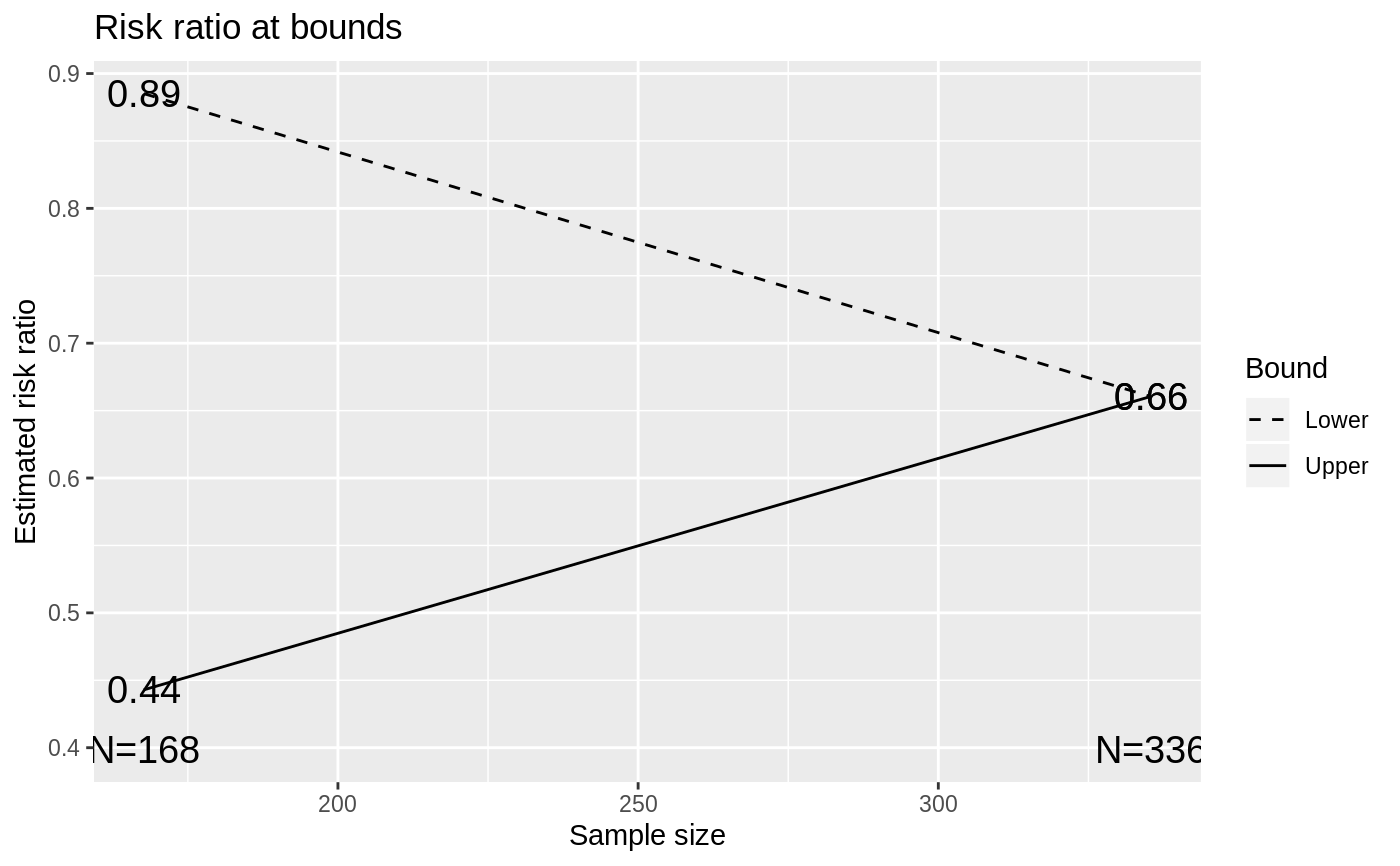 Risk ratio at bounds
Estimated risk ratio
0.9
0.8
0.7
0.6
0.5
0.4
0.89
0.66
0.44
N=168
N=336
200
250
300
Sample size
Bound
Lower
Upper